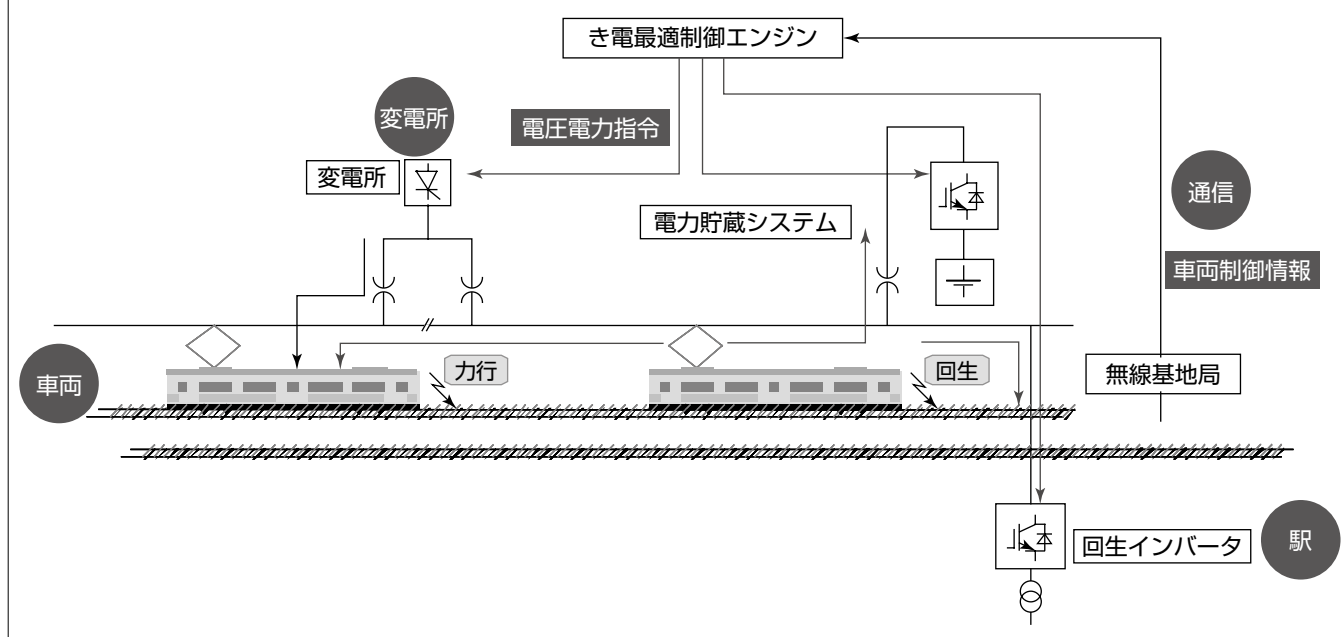 き電最適制御エンジン
変電所
電圧電力指令
変電所
通信
電力貯蔵システム
車両制御情報
車両
力行
回生
無線基地局
回生インバータ
駅